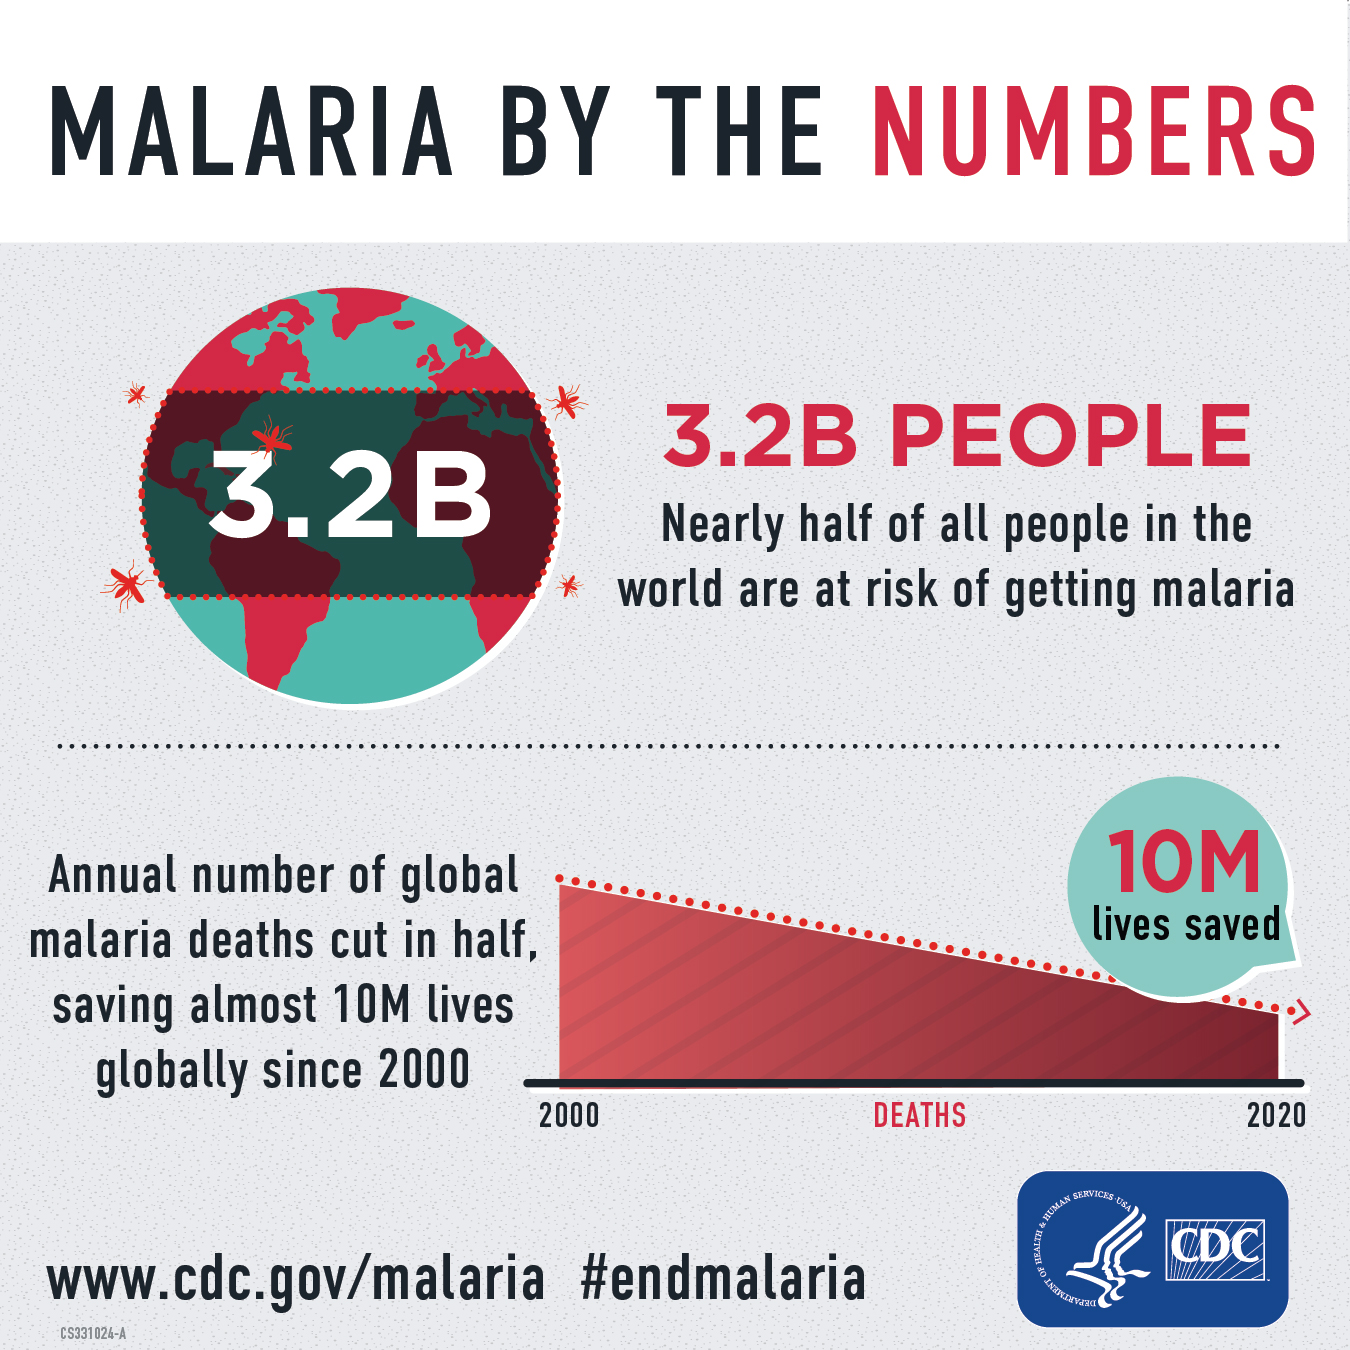 MALARIA BY THE NUMBERS
3.2B
3.2B PEOPLE
Nearly half of all people in the
world are at risk of getting malaria
Annual number of global
malaria deaths cut in half,
saving almost 10M lives
globally since 2000
10M
lives saved
2000 DEATHS 2020
www.cdc.gov/malaria #endmalaria
DEPARTMENT OF HEALTH & HUMAN SERVICES·USA
CDC
CS331024-A